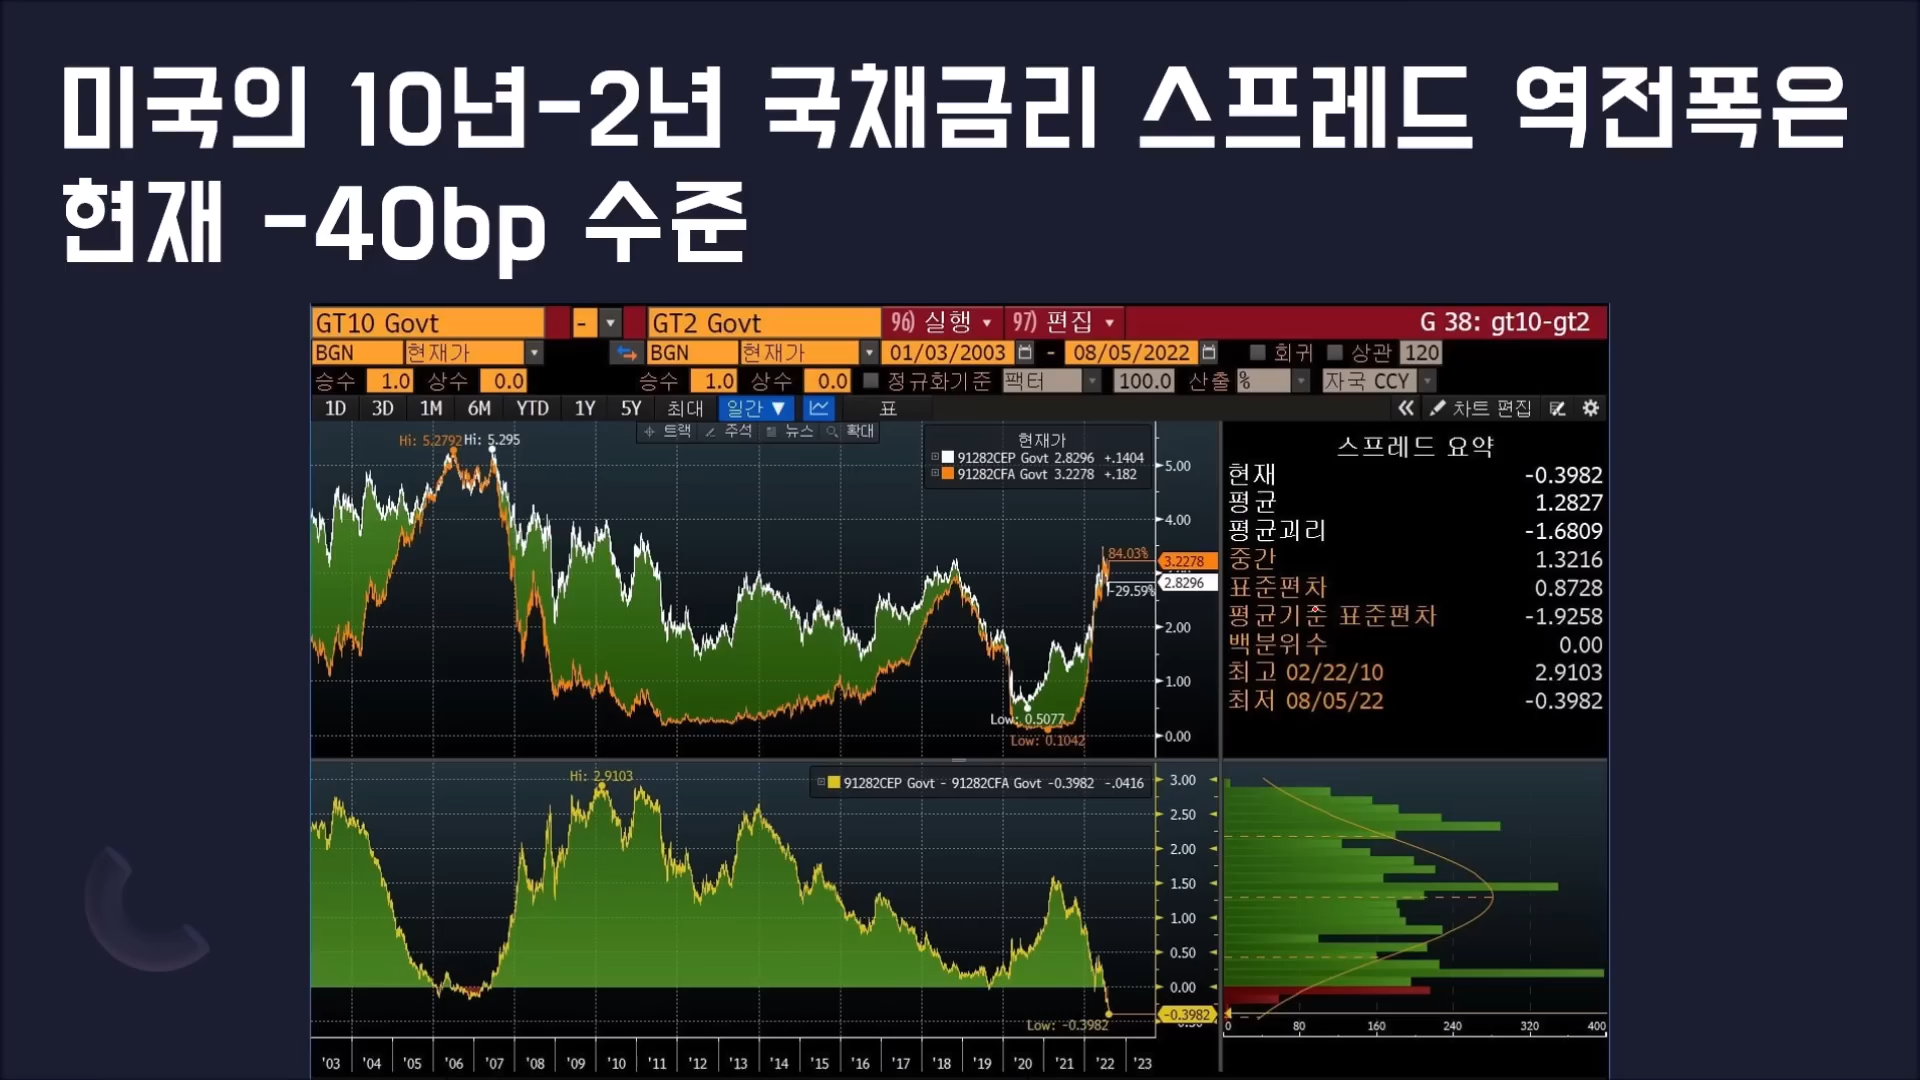 미국의 10년-2년 국채금리 스프레드 역전폭은
현재 -40bp 수준
GT10 Govt - GT2 Govt 96) 실행 97) 편집 G 38: gt10-gt2
BGN 현재가 BGN 현재가 01/03/2003 - 08/05/2022 회귀 상관 120
승수 1.0 상수 0.0 승수 1.0 상수 0.0 정규화기준 팩터 100.0 산출 % 자국 CCY
1D 3D 1M 6M YTD 1Y 5Y 최대 일간 ▼ 표 « 차트 편집
트랙 주석 뉴스 확대
Hi: 5.2792 Hi: 5.295
현재가
91282CEP Govt 2.8296 +.1404
91282CFA Govt 3.2278 +.182
5.00
4.00
84.03%
3.2278
2.8296
-29.59%
2.00
1.00
0.00
Low: 0.5077
Low: 0.1042
스프레드 요약
현재 -0.3982
평균 1.2827
평균괴리 -1.6809
중간 1.3216
표준편차 0.8728
평균기준 표준편차 -1.9258
백분위수 0.00
최고 02/22/10 2.9103
최저 08/05/22 -0.3982
Hi: 2.9103
91282CEP Govt - 91282CFA Govt -0.3982 -.0416
3.00
2.50
2.00
1.50
1.00
0.50
0.00
-0.3982
Low: -0.3982
0 80 160 240 320 400
'03 '04 '05 '06 '07 '08 '09 '10 '11 '12 '13 '14 '15 '16 '17 '18 '19 '20 '21 '22 '23